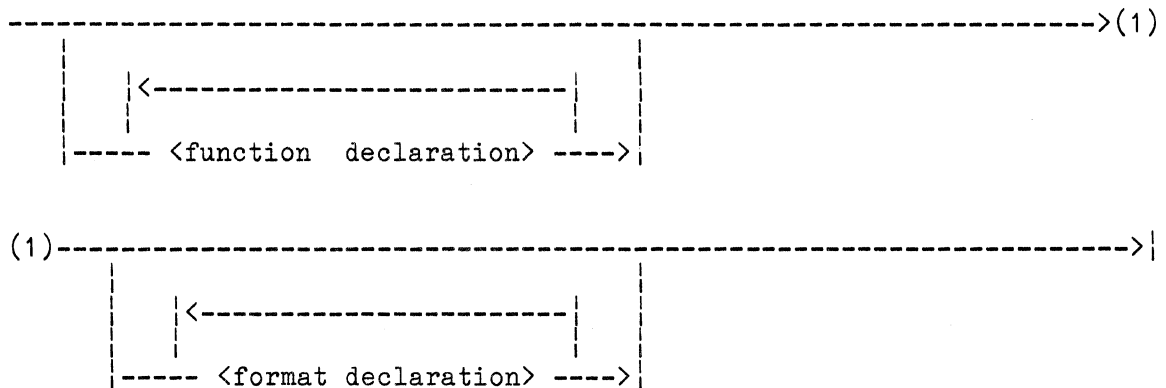 >(1)
<function declaration>
(1)
<format declaration>